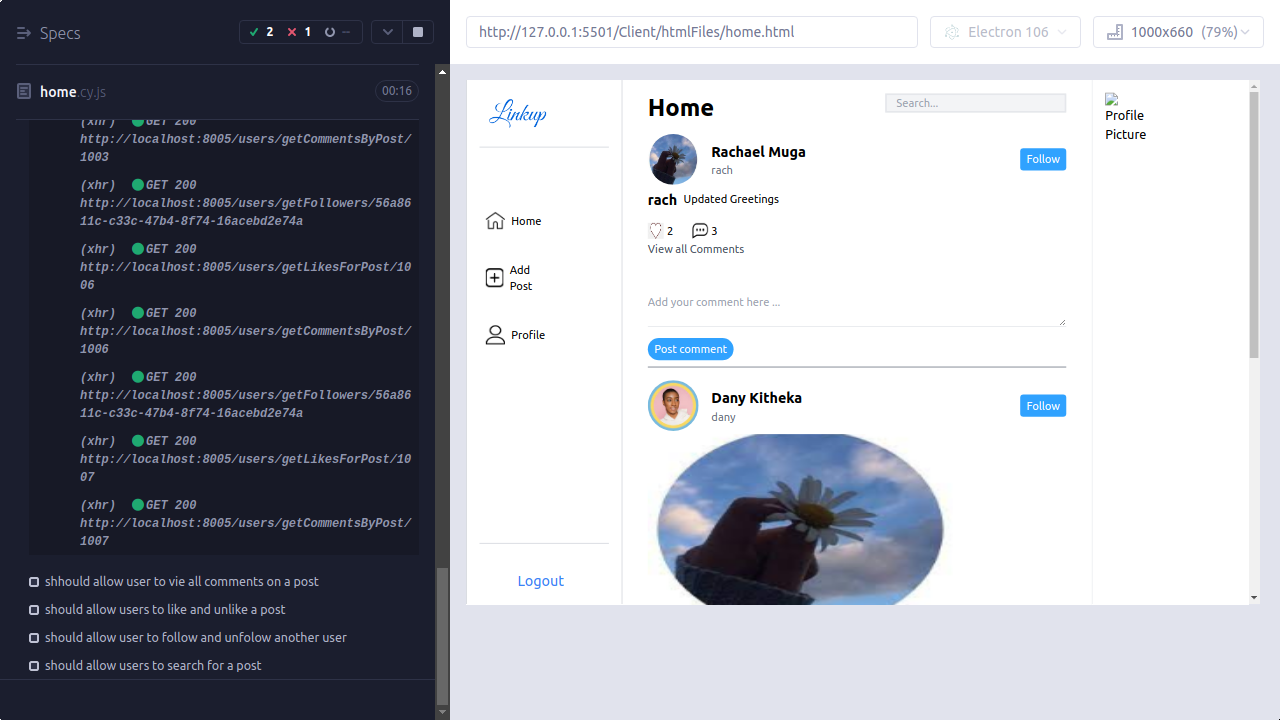 Specs
2
1
--
home.cy.js
00:16
(xhr) GET 200
http://localhost:8005/users/getCommentsByPost/
1003
(xhr) GET 200
http://localhost:8005/users/getFollowers/56a86
11c-c33c-47b4-8f74-16acebd2e74a
(xhr) GET 200
http://localhost:8005/users/getLikesForPost/10
06
(xhr) GET 200
http://localhost:8005/users/getCommentsByPost/
1006
(xhr) GET 200
http://localhost:8005/users/getFollowers/56a86
11c-c33c-47b4-8f74-16acebd2e74a
(xhr) GET 200
http://localhost:8005/users/getLikesForPost/10
07
(xhr) GET 200
http://localhost:8005/users/getCommentsByPost/
1007
shhould allow user to vie all comments on a post
should allow users to like and unlike a post
should allow user to follow and unfolow another user
should allow users to search for a post
http://127.0.0.1:5501/Client/htmlFiles/home.html
Electron 106
1000x660 (79%)
Linkup
Home
Add
Post
Profile
Logout
Home
Search...
Rachael Muga
rach
Follow
rach Updated Greetings
2
3
View all Comments
Add your comment here ...
Post comment
Dany Kitheka
dany
Follow
Profile
Picture